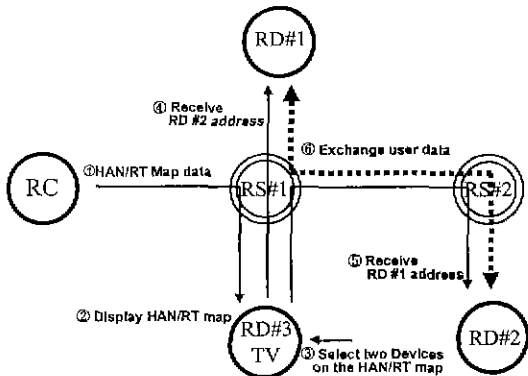 RD#1
④ Receive
RD #2 address
⑥ Exchange user data
①HAN/RT Map data
RC
RS#1
RS#2
⑤ Receive
RD#1 address
② Display HAN/RT map
RD#3
TV
③ Select two Devices
on the HAN/RT map
RD#2